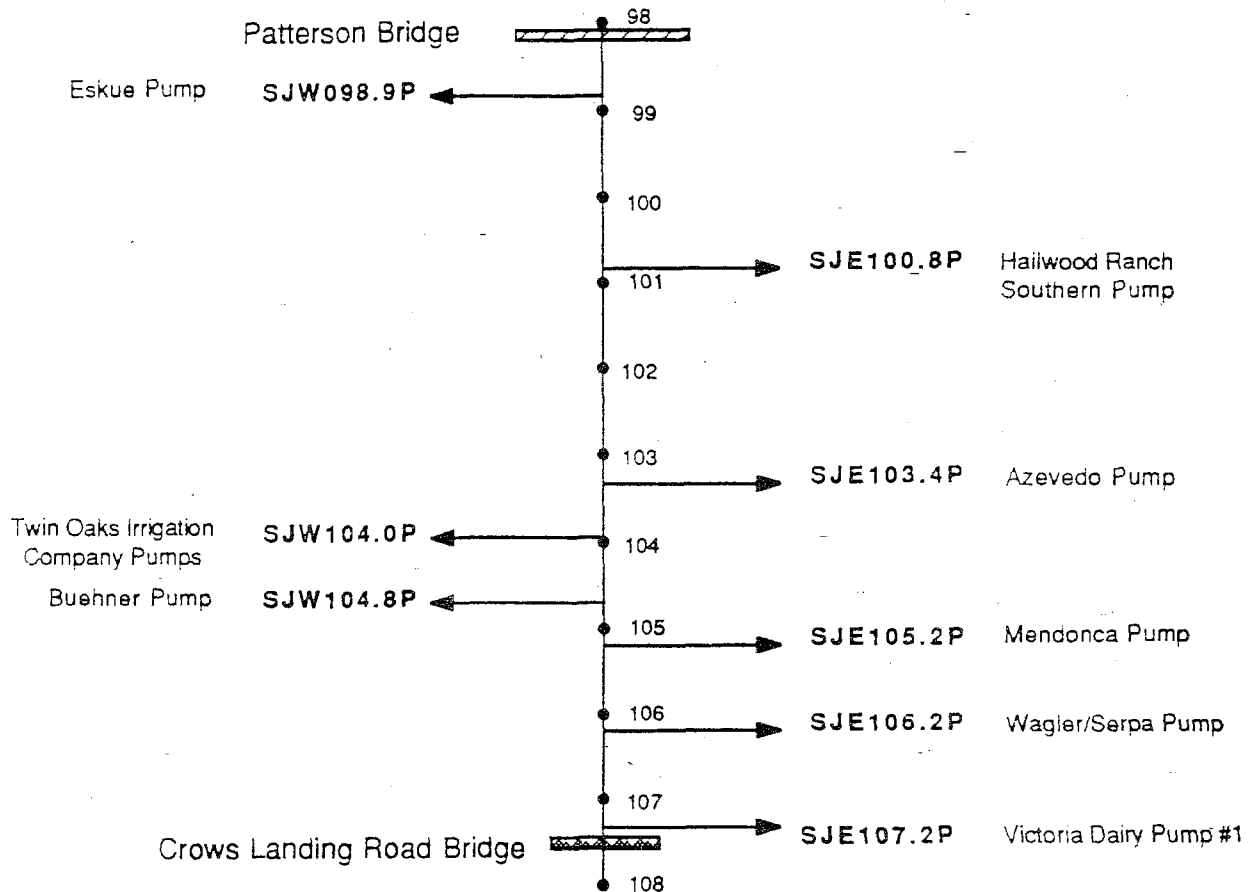 98
Patterson Bridge
Eskue Pump SJW098.9P
99
100
SJE100.8P Hailwood Ranch
Southern Pump
101
102
103
SJE103.4P Azevedo Pump
Twin Oaks Irrigation SJW104.0P
Company Pumps
104
Buehner Pump SJW104.8P
105
SJE105.2P Mendonca Pump
106
SJE106.2P Wagler/Serpa Pump
107
SJE107.2P Victoria Dairy Pump #1
Crows Landing Road Bridge
108